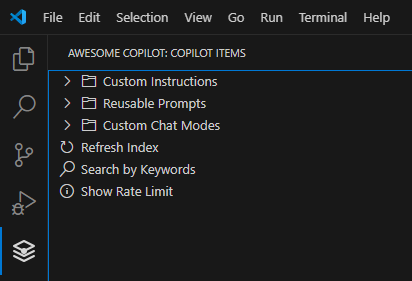 File Edit Selection View Go Run Terminal Help
AWESOME COPILOT: COPILOT ITEMS
Custom Instructions
Reusable Prompts
Custom Chat Modes
Refresh Index
Search by Keywords
Show Rate Limit